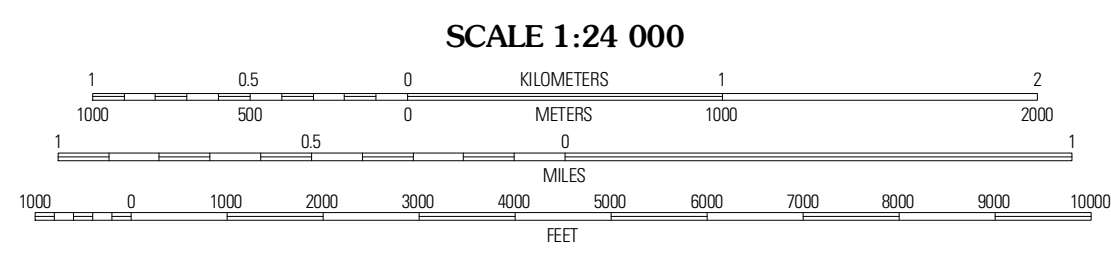 SCALE 1:24 000
1 0.5 0 KILOMETERS 1 2
1000 500 0 METERS 1000 2000
1 0.5 0 1
MILES
1000 0 1000 2000 3000 4000 5000 6000 7000 8000 9000 10000
FEET